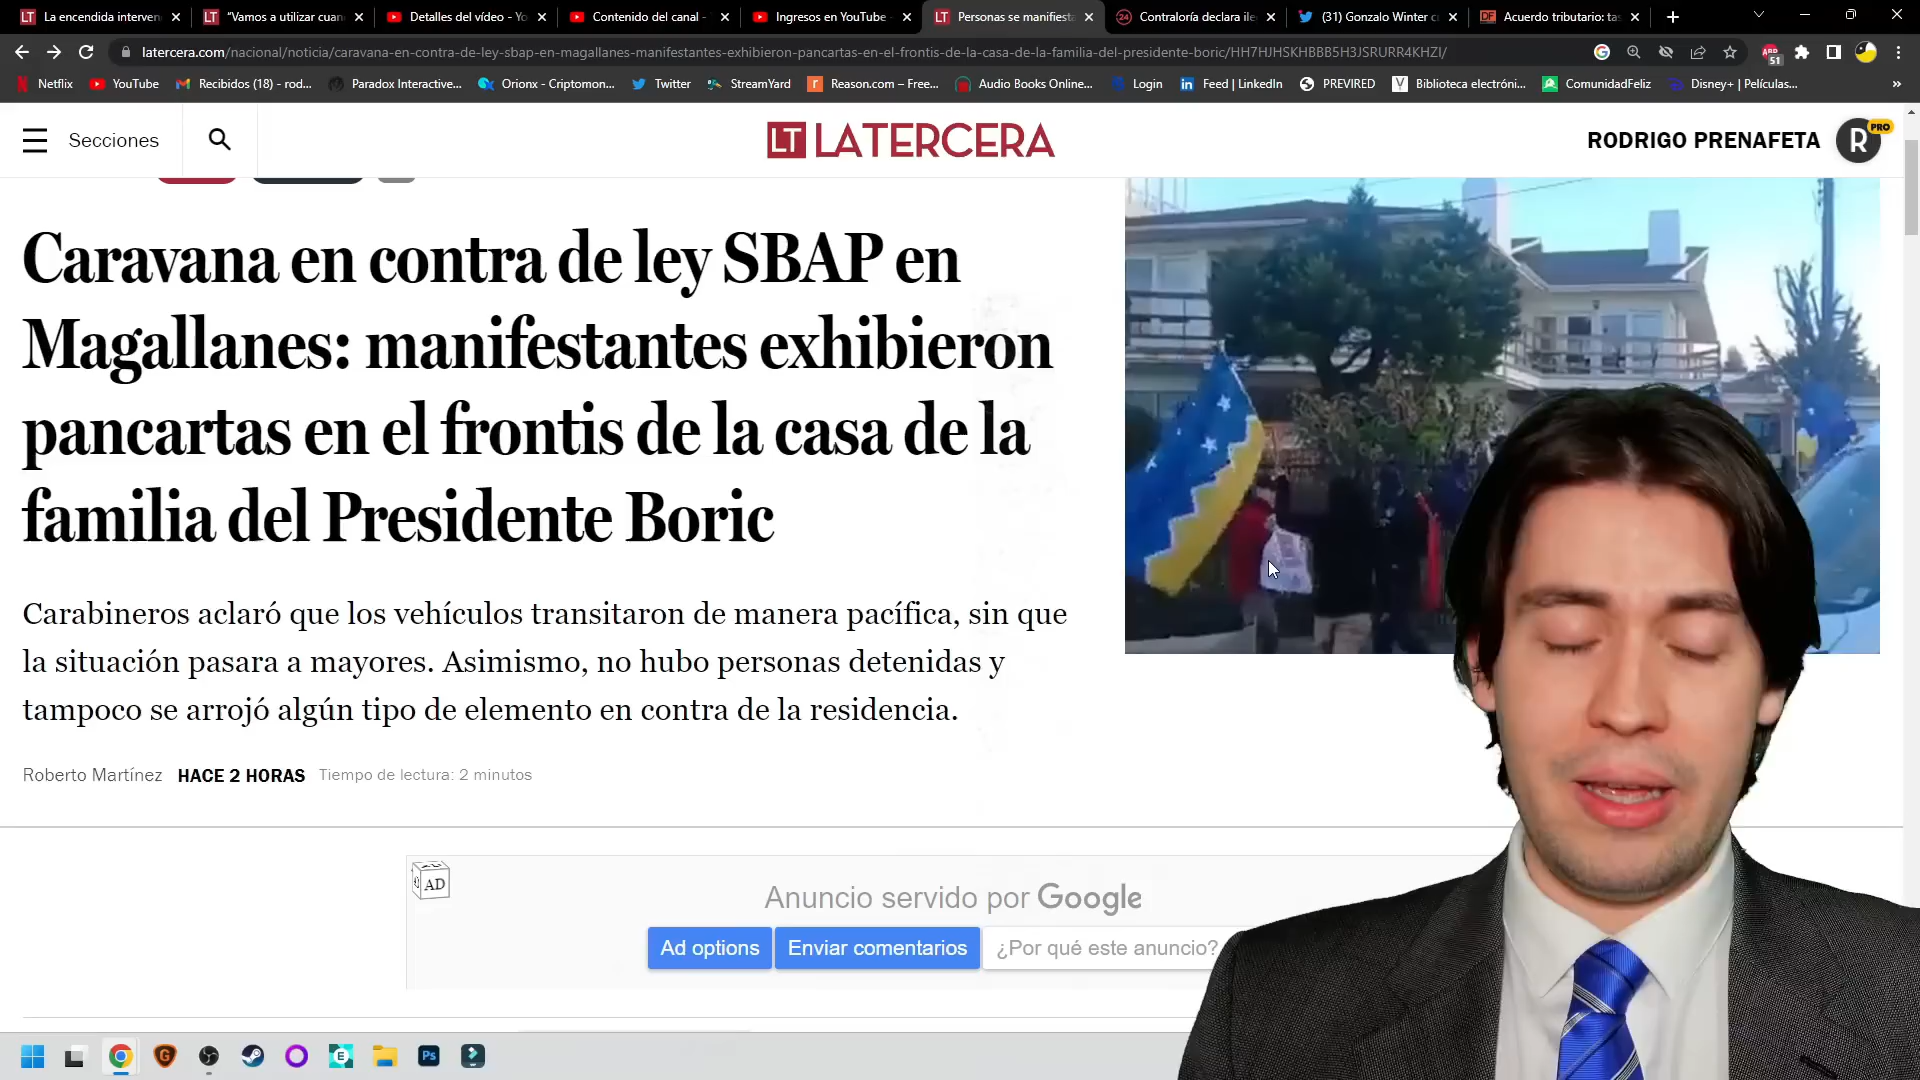 La encendida interven
"Vamos a utilizar cuan
Detalles del vídeo - Yo
Contenido del canal -
Ingresos en YouTube -
Personas se manifiesta
Contraloría declara ile
(31) Gonzalo Winter c
Acuerdo tributario: tas
latercera.com/nacional/noticia/caravana-en-contra-de-ley-sbap-en-magallanes-manifestantes-exhibieron-pancartas-en-el-frontis-de-la-casa-de-la-familia-del-presidente-boric/HH7HJHSKHBBB5H3JSRURR4KHZI/
51
Netflix
YouTube
Recibidos (18) - rod...
Paradox Interactive...
Orionx - Criptomon...
Twitter
StreamYard
Reason.com – Free...
Audio Books Online...
Login
Feed | LinkedIn
PREVIRED
Biblioteca electróni...
ComunidadFeliz
Disney+ | Películas...
Secciones
LT LATERCERA
RODRIGO PRENAFETA
R PRO
Caravana en contra de ley SBAP en
Magallanes: manifestantes exhibieron
pancartas en el frontis de la casa de la
familia del Presidente Boric
Carabineros aclaró que los vehículos transitaron de manera pacífica, sin que
la situación pasara a mayores. Asimismo, no hubo personas detenidas y
tampoco se arrojó algún tipo de elemento en contra de la residencia.
Roberto Martínez HACE 2 HORAS Tiempo de lectura: 2 minutos
AD
Anuncio servido por Google
Ad options
Enviar comentarios
¿Por qué este anuncio?
Ps